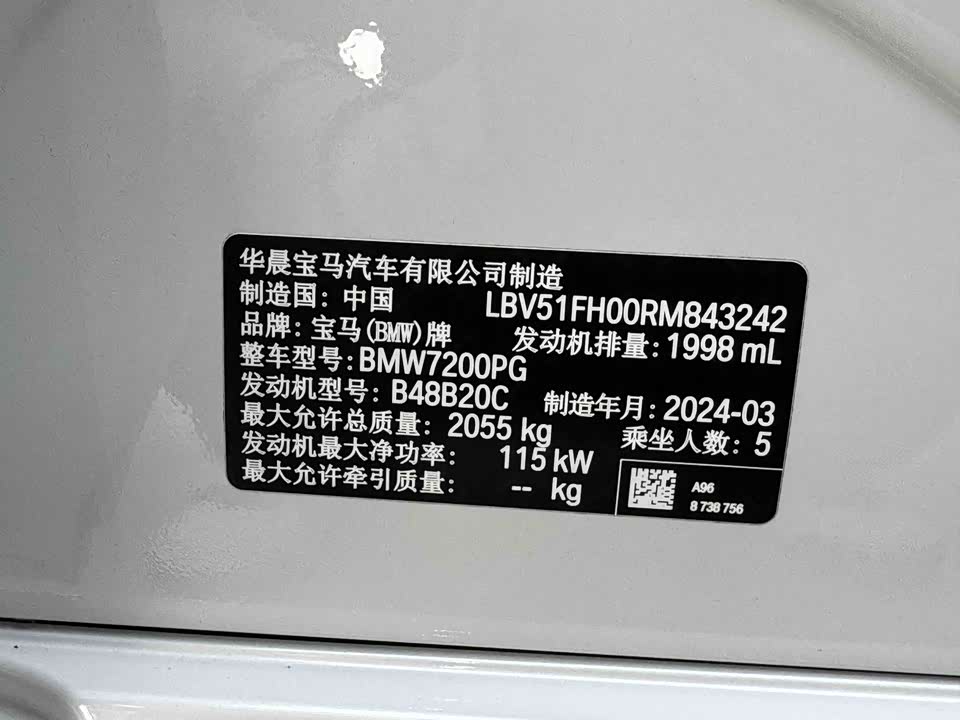 华晨宝马汽车有限公司制造
制造国: 中国 LBV51FH00RM843242
品牌: 宝马(BMW)牌 发动机排量: 1998 mL
整车型号: BMW7200PG
发动机型号: B48B20C 制造年月: 2024-03
最大允许总质量: 2055 kg 乘坐人数: 5
发动机最大净功率: 115 kW
最大允许牵引质量: -- kg
A96
8 738 756